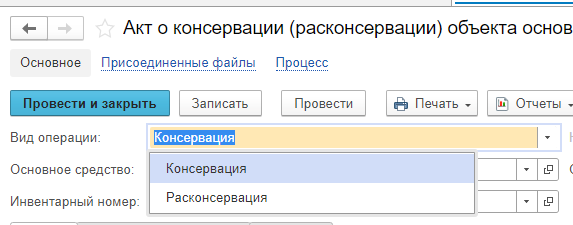 Акт о консервации (расконсервации) объекта осно
Основное Присоединенные файлы Процесс
Провести и закрыть Записать Провести Печать Отчеты
Вид операции: Консервация
Консервация
Основное средство:
Расконсервация
Инвентарный номер: